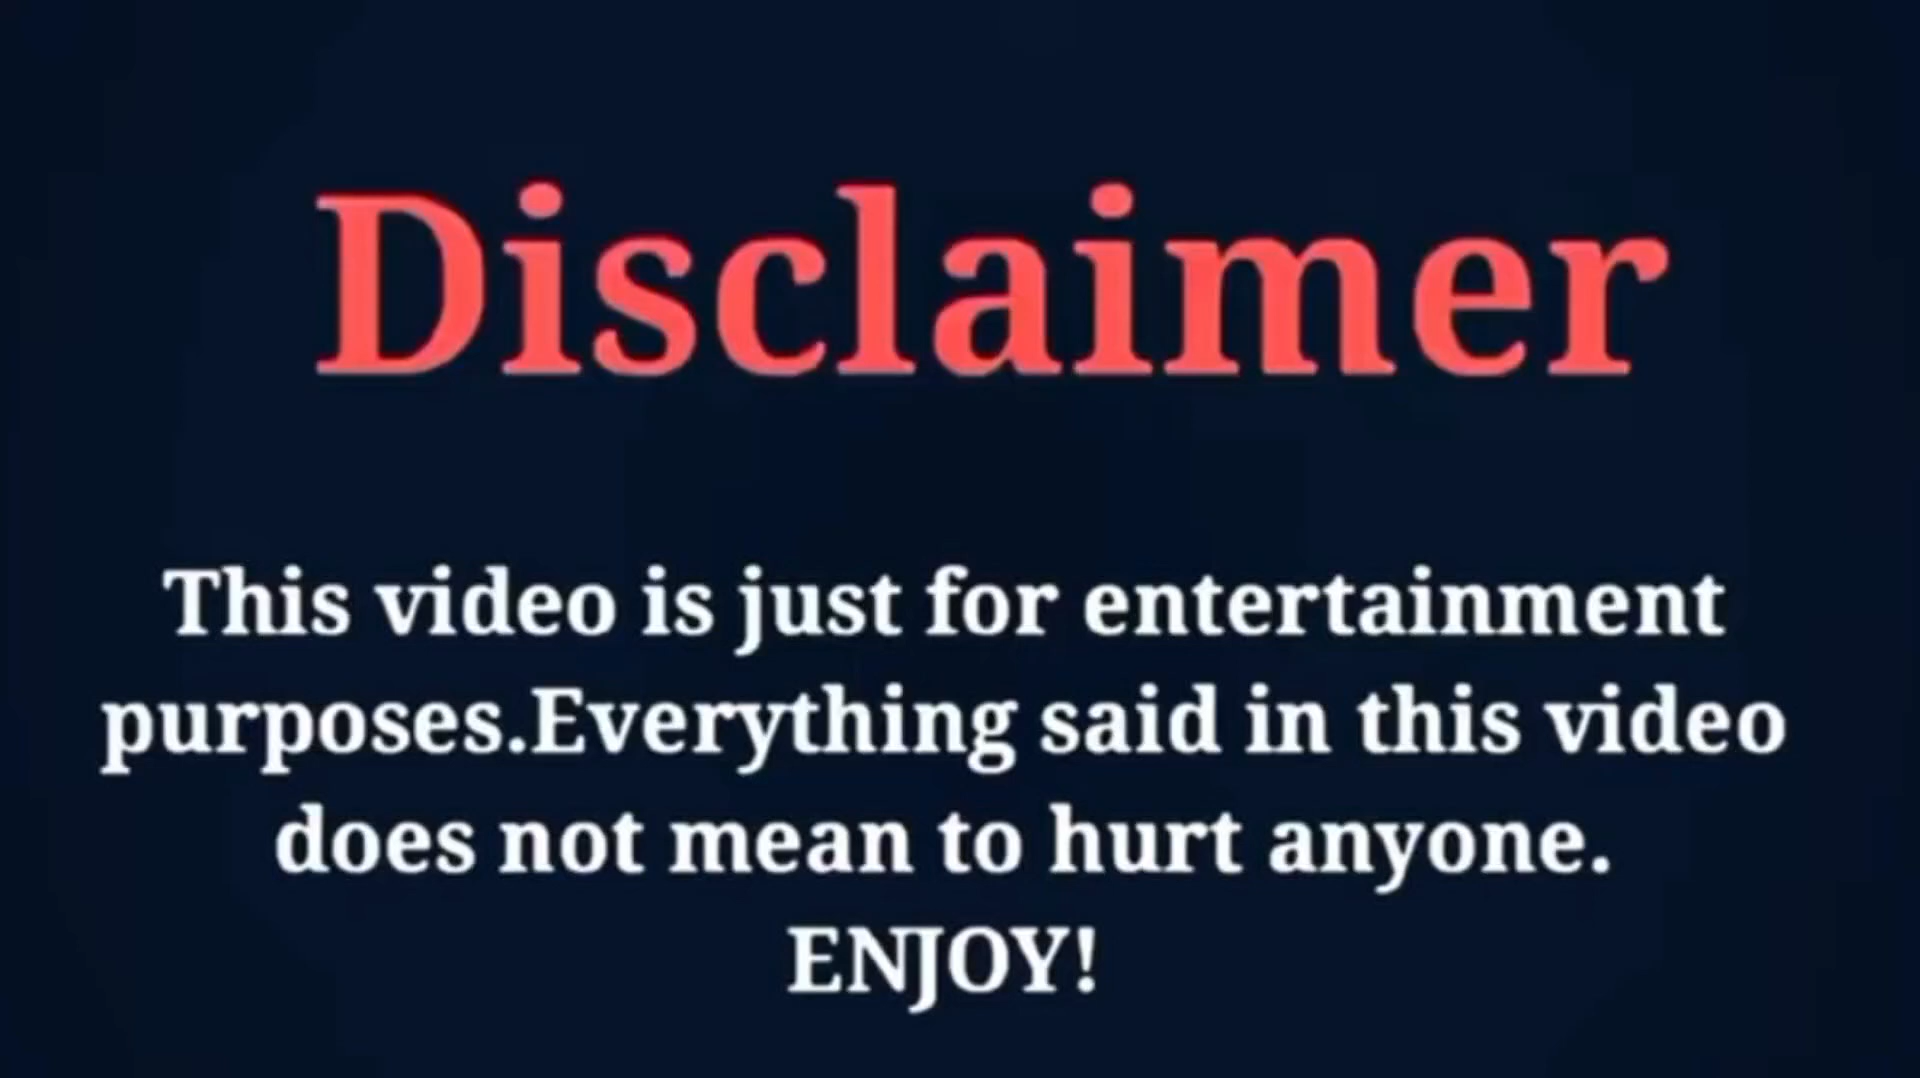 Disclaimer
This video is just for entertainment
purposes.Everything said in this video
does not mean to hurt anyone.
ENJOY!